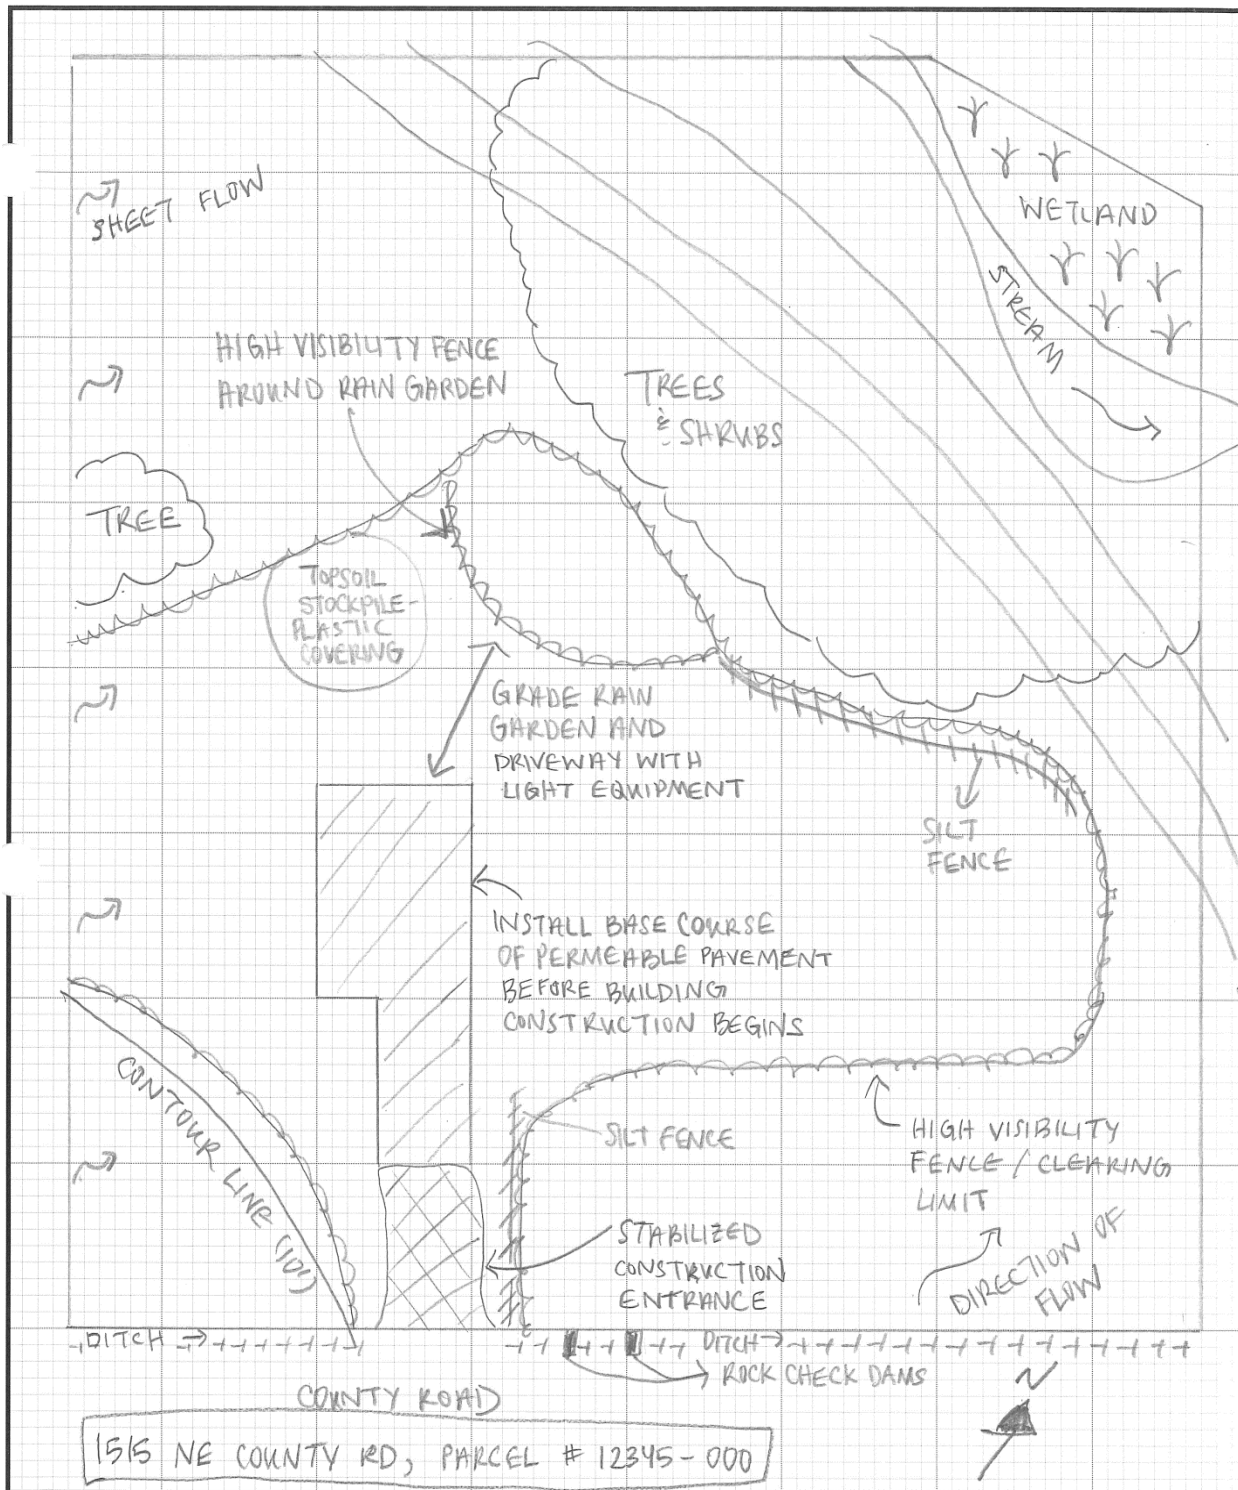 SHEET FLOW
WETLAND
STREAM
HIGH VISIBILITY FENCE
AROUND RAIN GARDEN
TREES
& SHRUBS
TREE
TOPSOIL
STOCKPILE-
PLASTIC
COVERING
GRADE RAIN
GARDEN AND
DRIVEWAY WITH
LIGHT EQUIPMENT
SILT
FENCE
INSTALL BASE COURSE
OF PERMEABLE PAVEMENT
BEFORE BUILDING
CONSTRUCTION BEGINS
CONTOUR LINE (10')
SILT FENCE
HIGH VISIBILITY
FENCE / CLEARING
LIMIT
STABILIZED
CONSTRUCTION
ENTRANCE
DIRECTION OF
FLOW
DITCH
DITCH
ROCK CHECK DAMS
N
COUNTY ROAD
1515 NE COUNTY RD, PARCEL # 12345-000